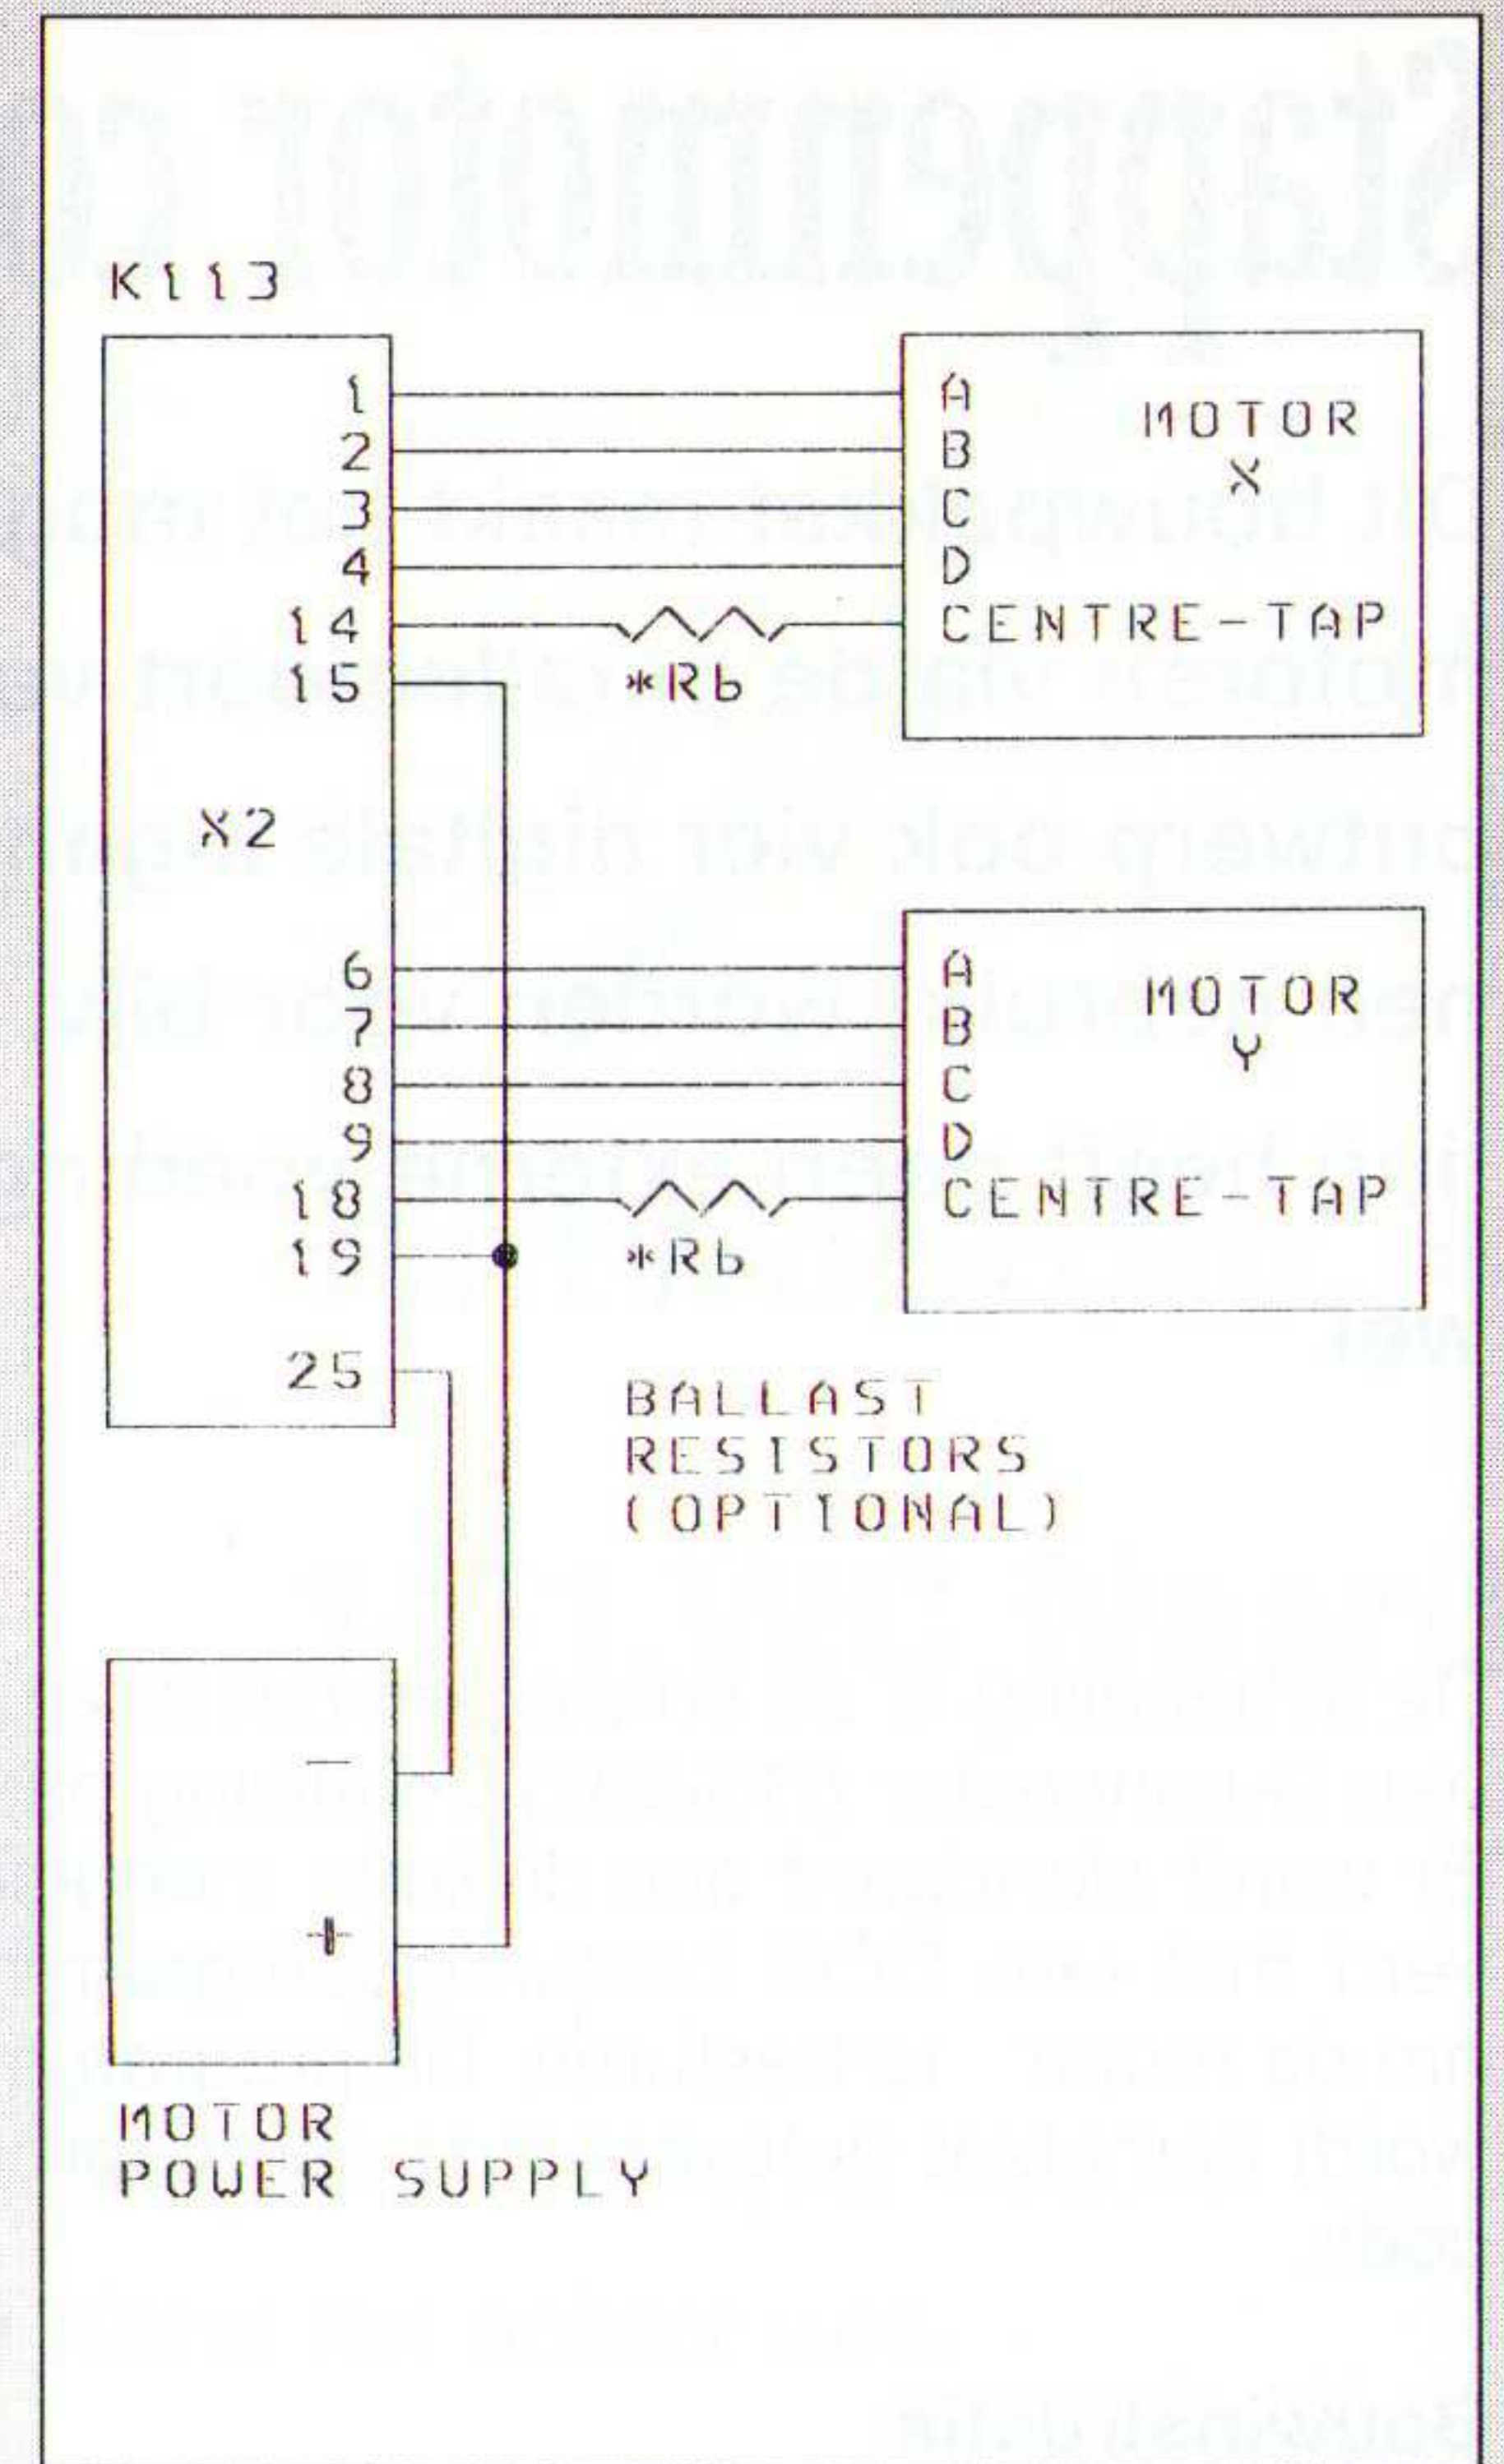 K113
1
2
3
4
14
15
X2
6
7
8
9
18
19
25
A
B
C
D
CENTRE-TAP
MOTOR
X
*Rb
A
B
C
D
CENTRE-TAP
MOTOR
Y
*Rb
BALLAST
RESISTORS
(OPTIONAL)
-
+
MOTOR
POWER SUPPLY